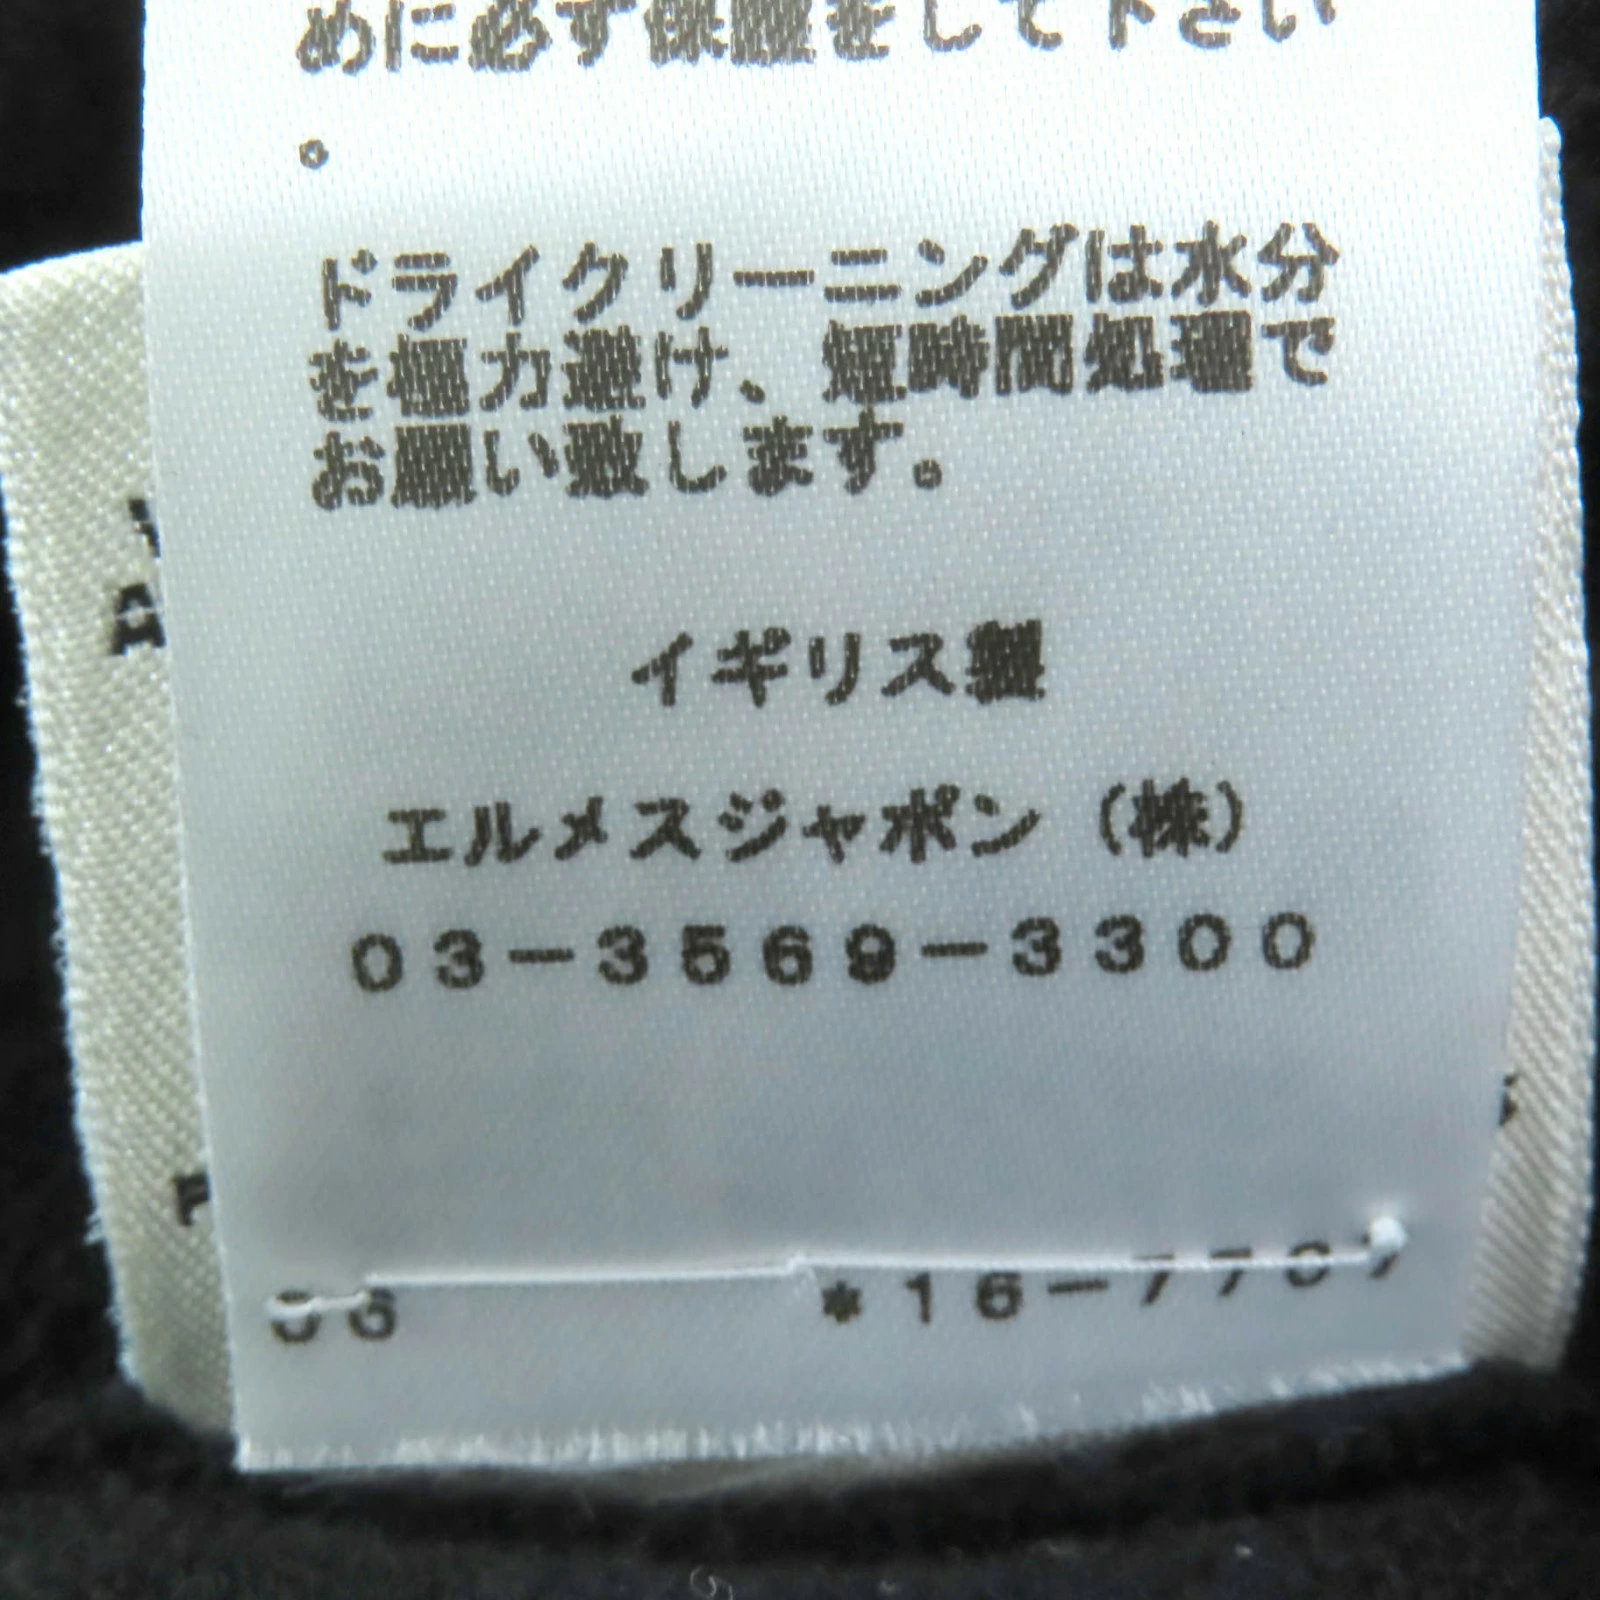 めに必ず保護をして下さい
。
ドライクリーニングは水分
を極力避け、短時間処理で
お願い致します。
イギリス製
エルメスジャポン（株）
03-3569-3300
*16-7707